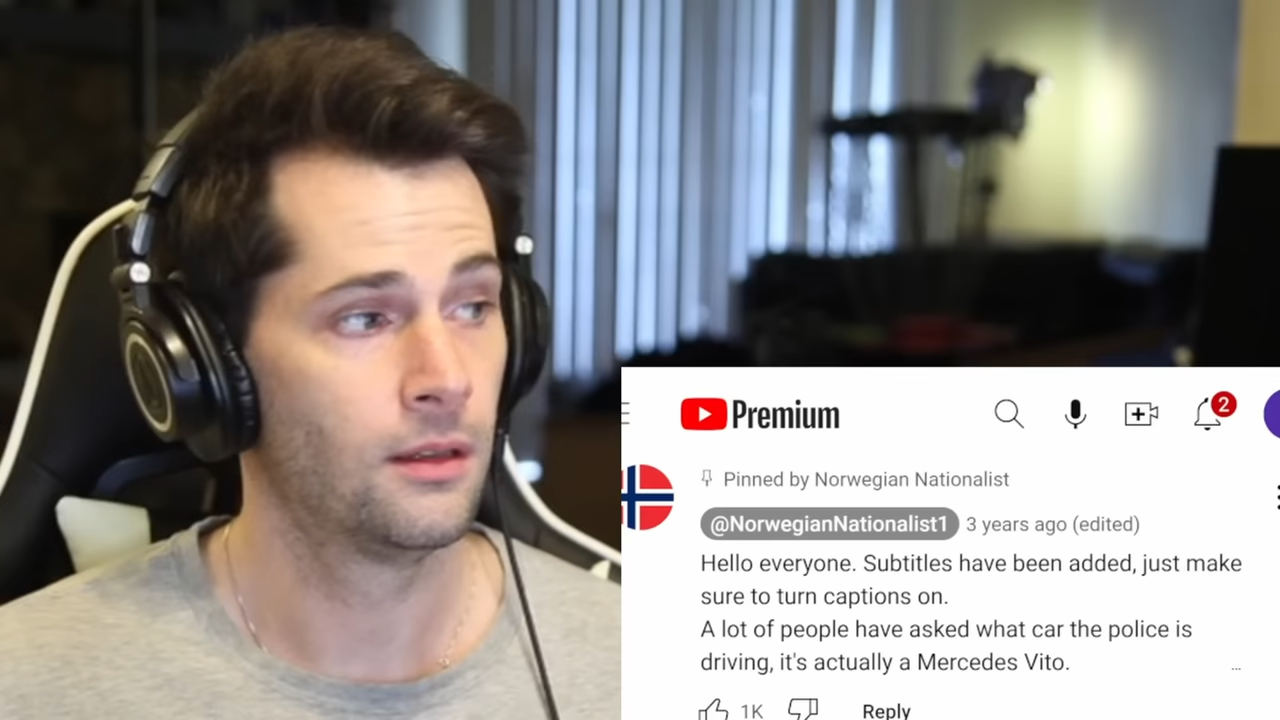 Premium
2
Pinned by Norwegian Nationalist
@NorwegianNationalist1 3 years ago (edited)
Hello everyone. Subtitles have been added, just make
sure to turn captions on.
A lot of people have asked what car the police is
driving, it's actually a Mercedes Vito.
...
1K Reply